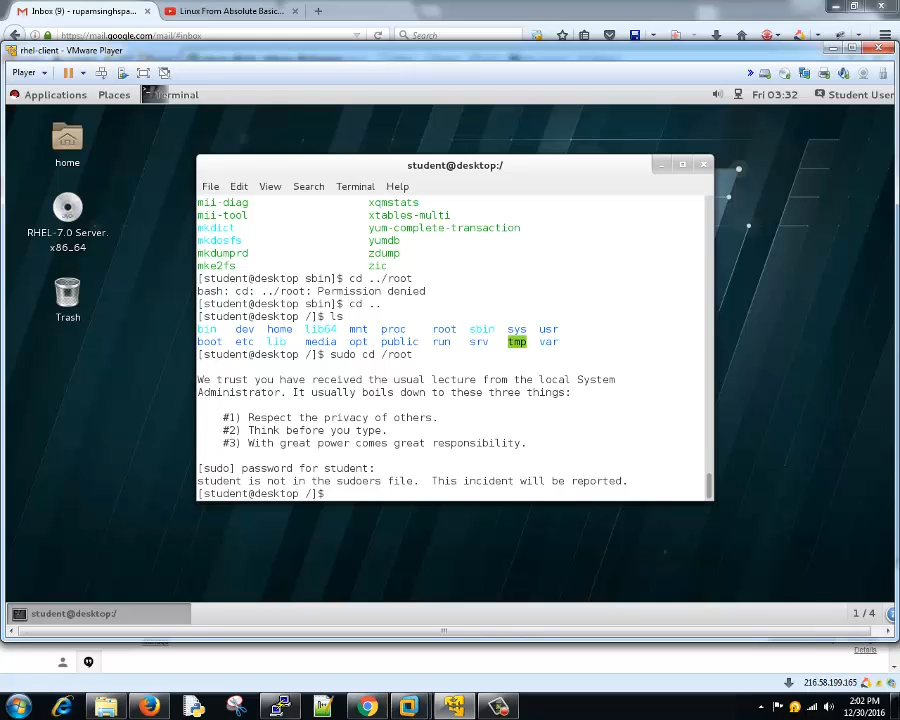 Inbox (9) - rupamsinghspa... × Linux From Absolute Basic... ×
https://mail.google.com/mail/#inbox Search
rhel-client - VMware Player
Player
Applications Places Terminal Fri 03:32 Student User
home
RHEL-7.0 Server.
x86_64
Trash
student@desktop:/
File Edit View Search Terminal Help
mii-diag xqmstats
mii-tool xtables-multi
mkdict yum-complete-transaction
mkdosfs yumdb
mkdumprd zdump
mke2fs zic
[student@desktop sbin]$ cd ../root
bash: cd: ../root: Permission denied
[student@desktop sbin]$ cd ..
[student@desktop /]$ ls
bin dev home lib64 mnt proc root sbin sys usr
boot etc lib media opt public run srv tmp var
[student@desktop /]$ sudo cd /root
We trust you have received the usual lecture from the local System
Administrator. It usually boils down to these three things:
#1) Respect the privacy of others.
#2) Think before you type.
#3) With great power comes great responsibility.
[sudo] password for student:
student is not in the sudoers file.  This incident will be reported.
[student@desktop /]$
student@desktop:/
1 / 4
Details
216.58.199.165
2:02 PM
12/30/2016